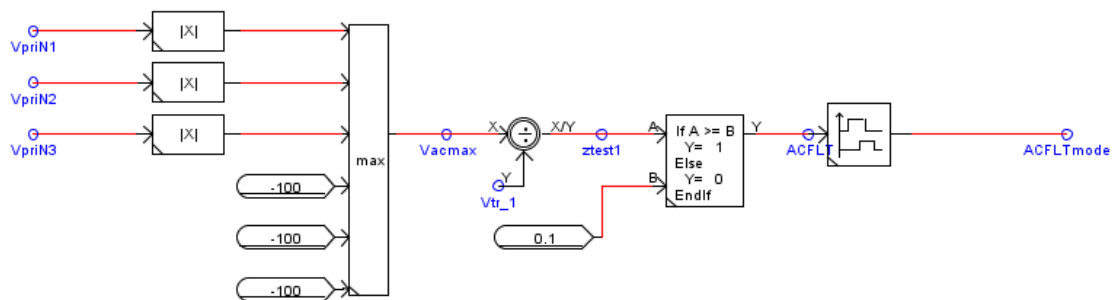 VpriN1
|X|
VpriN2
|X|
VpriN3
|X|
-100
-100
-100
max
Vacmax
X
Y
X/Y
Vtr_1
ztest1
0.1
A
B
If A >= B
Y= 1
Else
Y= 0
EndIf
Y
ACFLT
ACFLTmode